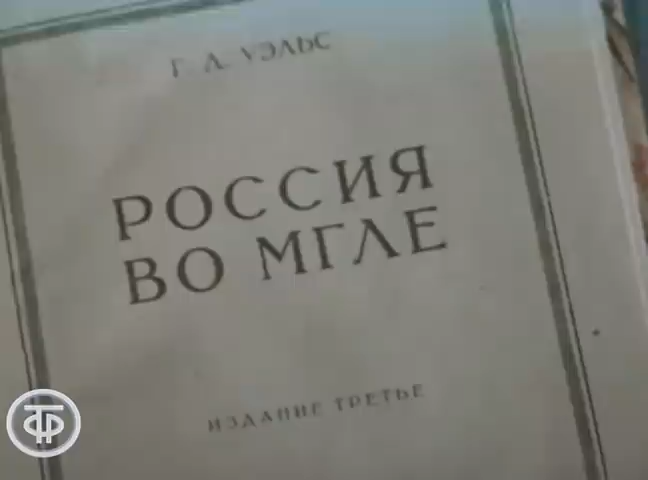 Г. Д. УЭЛЬС
РОССИЯ
ВО МГЛЕ
ИЗДАНИЕ ТРЕТЬЕ